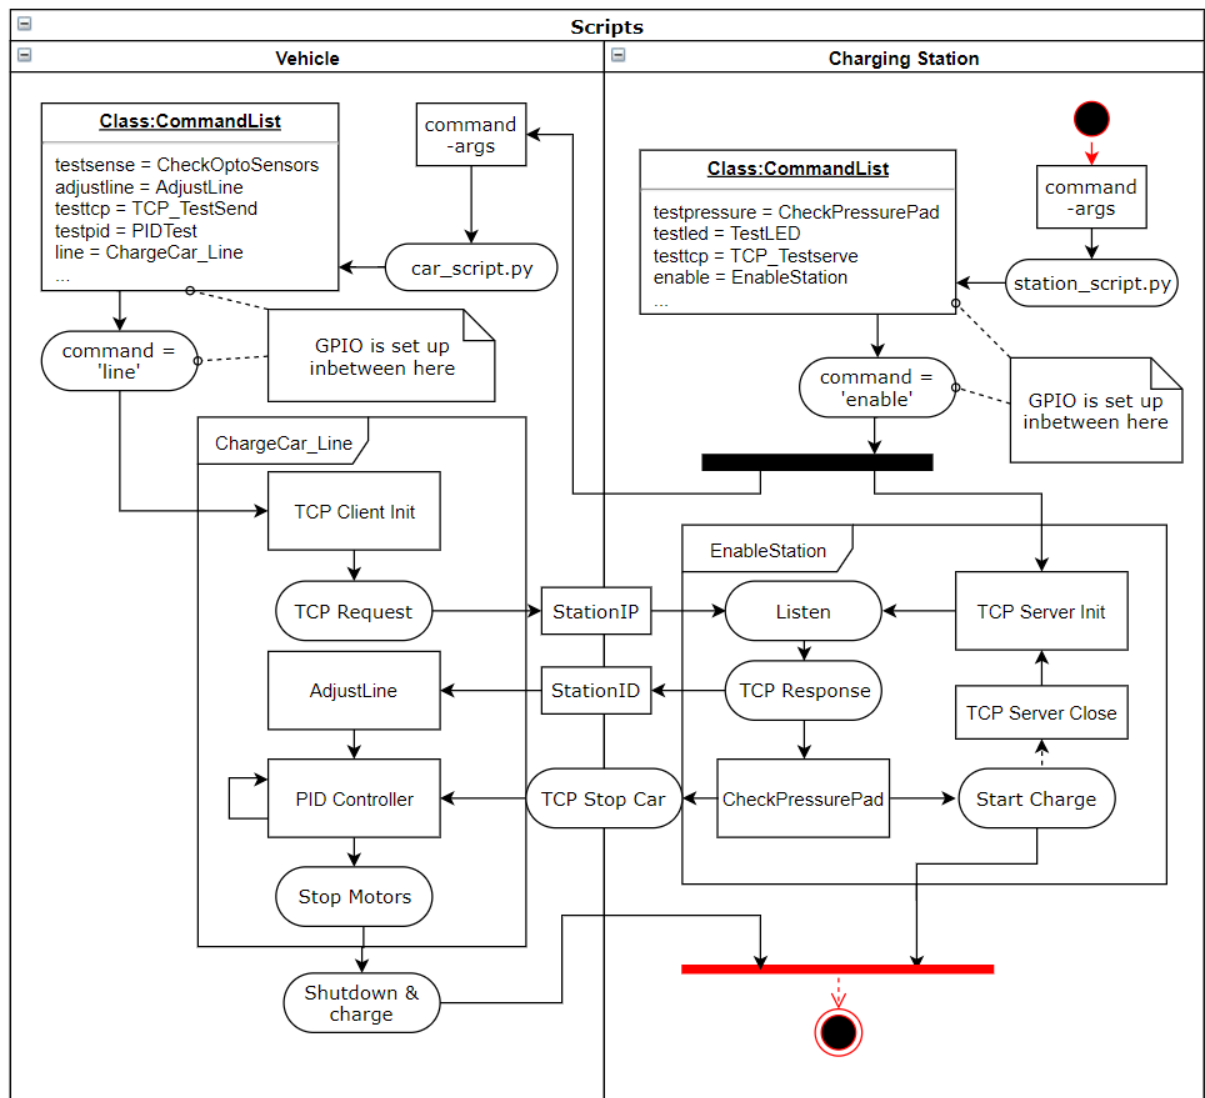 Scripts
Vehicle
Charging Station
Class:CommandList
testsense = CheckOptoSensors
adjustline = AdjustLine
testtcp = TCP_TestSend
testpid = PIDTest
line = ChargeCar_Line
...
command
-args
car_script.py
command =
'line'
GPIO is set up
inbetween here
Class:CommandList
testpressure = CheckPressurePad
testled = TestLED
testtcp = TCP_Testserve
enable = EnableStation
...
command
-args
station_script.py
command =
'enable'
GPIO is set up
inbetween here
ChargeCar_Line
TCP Client Init
TCP Request
StationIP
AdjustLine
StationID
PID Controller
TCP Stop Car
Stop Motors
Shutdown &
charge
EnableStation
Listen
TCP Server Init
TCP Response
TCP Server Close
CheckPressurePad
Start Charge